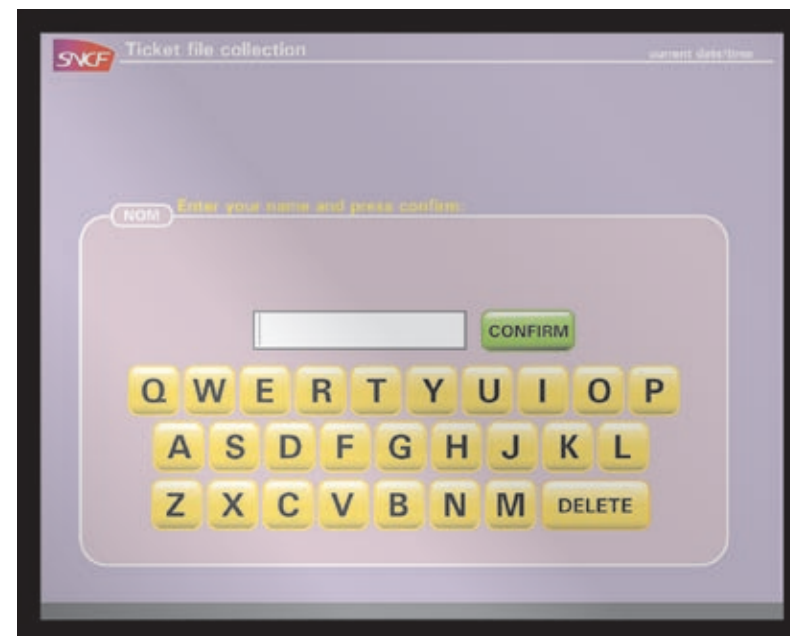 SNCF
Ticket file collection
current date/time
NOM
Enter your name and press confirm:
CONFIRM
Q W E R T Y U I O P
A S D F G H J K L
Z X C V B N M DELETE